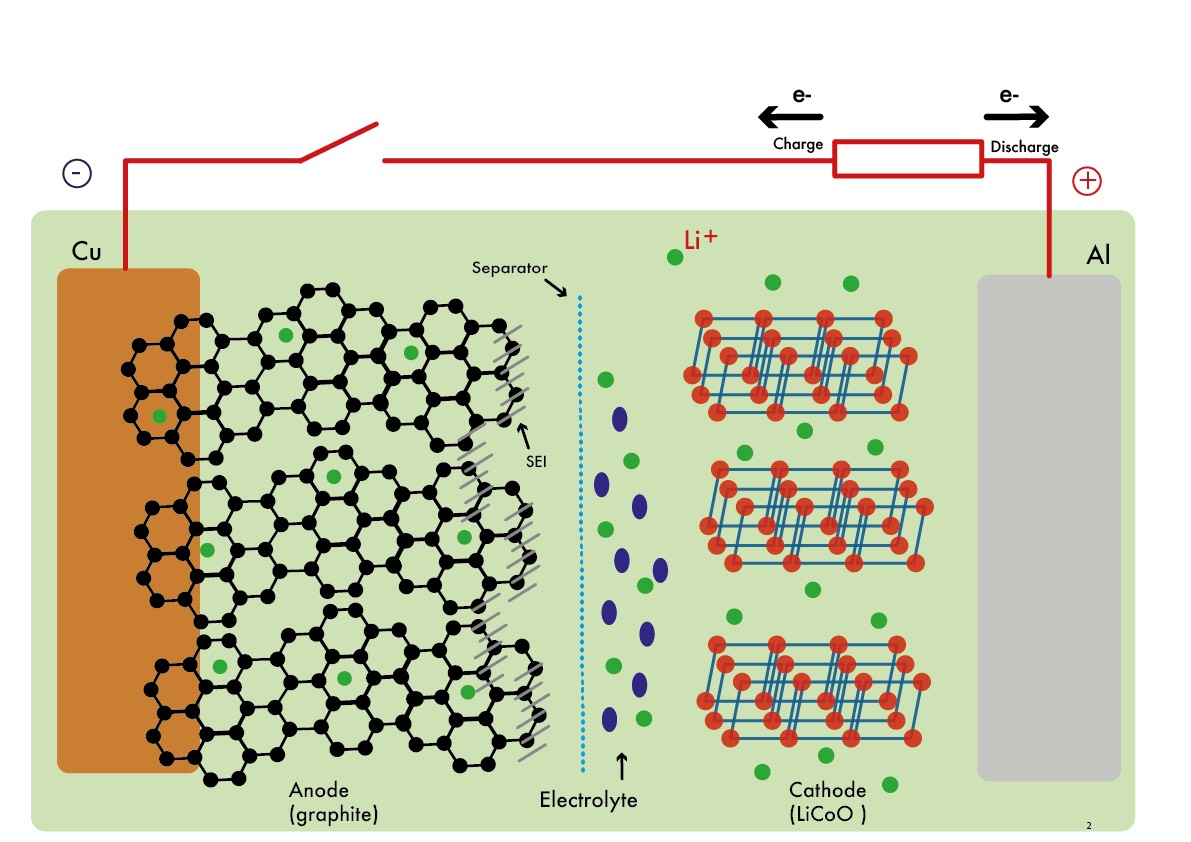 e-
e-
Charge
Discharge
-
+
Li+
Cu
Al
Separator
SEI
Anode
(graphite)
Electrolyte
Cathode
(LiCoO )
2